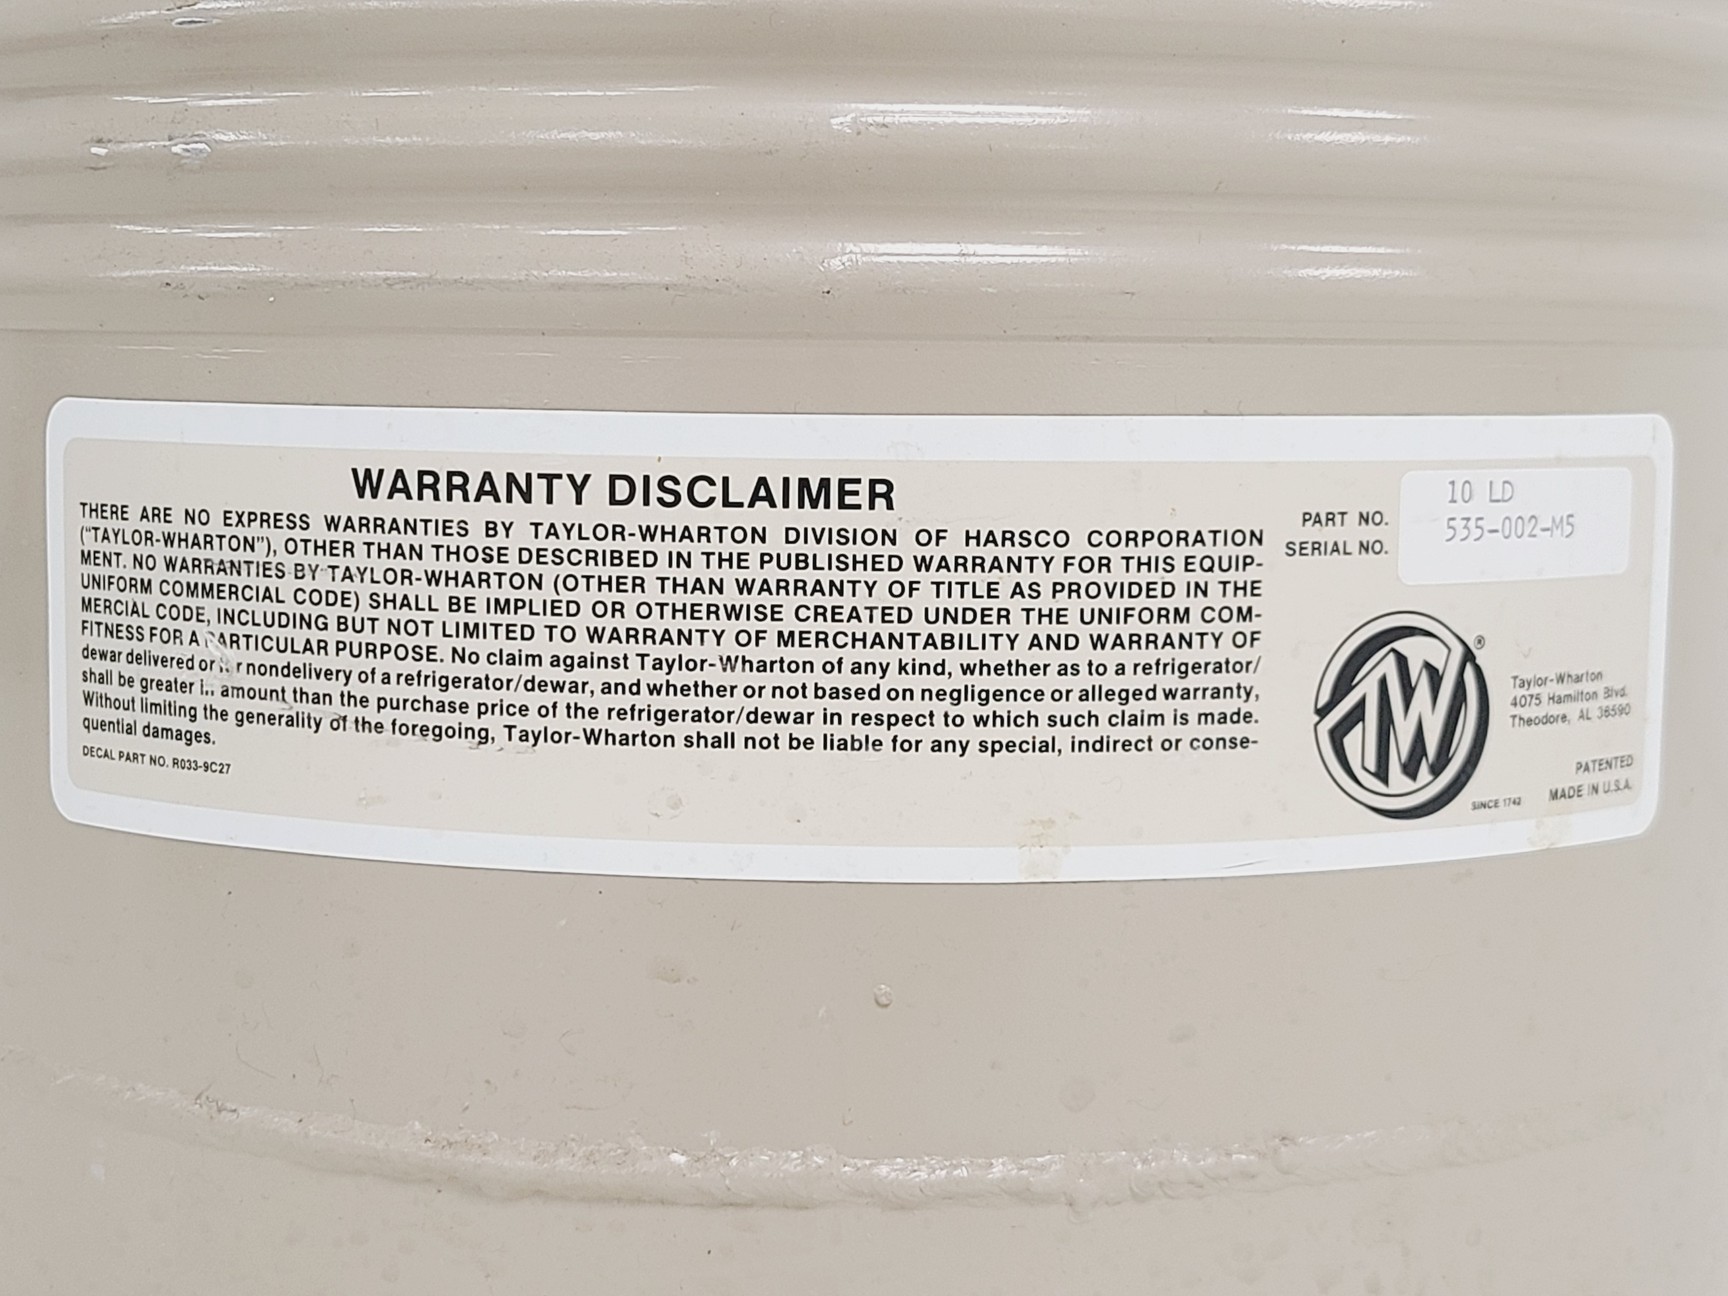 WARRANTY DISCLAIMER
THERE ARE NO EXPRESS WARRANTIES BY TAYLOR-WHARTON DIVISION OF HARSCO CORPORATION
("TAYLOR-WHARTON"), OTHER THAN THOSE DESCRIBED IN THE PUBLISHED WARRANTY FOR THIS EQUIP-
MENT. NO WARRANTIES BY TAYLOR-WHARTON (OTHER THAN WARRANTY OF TITLE AS PROVIDED IN THE
UNIFORM COMMERCIAL CODE) SHALL BE IMPLIED OR OTHERWISE CREATED UNDER THE UNIFORM COM-
MERCIAL CODE, INCLUDING BUT NOT LIMITED TO WARRANTY OF MERCHANTABILITY AND WARRANTY OF
FITNESS FOR A PARTICULAR PURPOSE. No claim against Taylor-Wharton of any kind, whether as to a refrigerator/
dewar delivered or nondelivery of a refrigerator/dewar, and whether or not based on negligence or alleged warranty,
shall be greater amount than the purchase price of the refrigerator/dewar in respect to which such claim is made.
Without limiting the generality of the foregoing, Taylor-Wharton shall not be liable for any special, indirect or conse-
quential damages.
DECAL PART NO. R033-9C27
PART NO. 10 LD
SERIAL NO. 535-002-M5
TW ®
SINCE 1742
Taylor-Wharton
4075 Hamilton Blvd.
Theodore, AL 36590
PATENTED
MADE IN U.S.A.